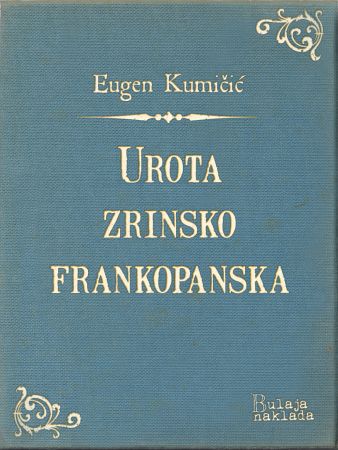 Eugen Kumičić
UROTA
ZRINSKO
FRANKOPANSKA
Bulaja
naklada